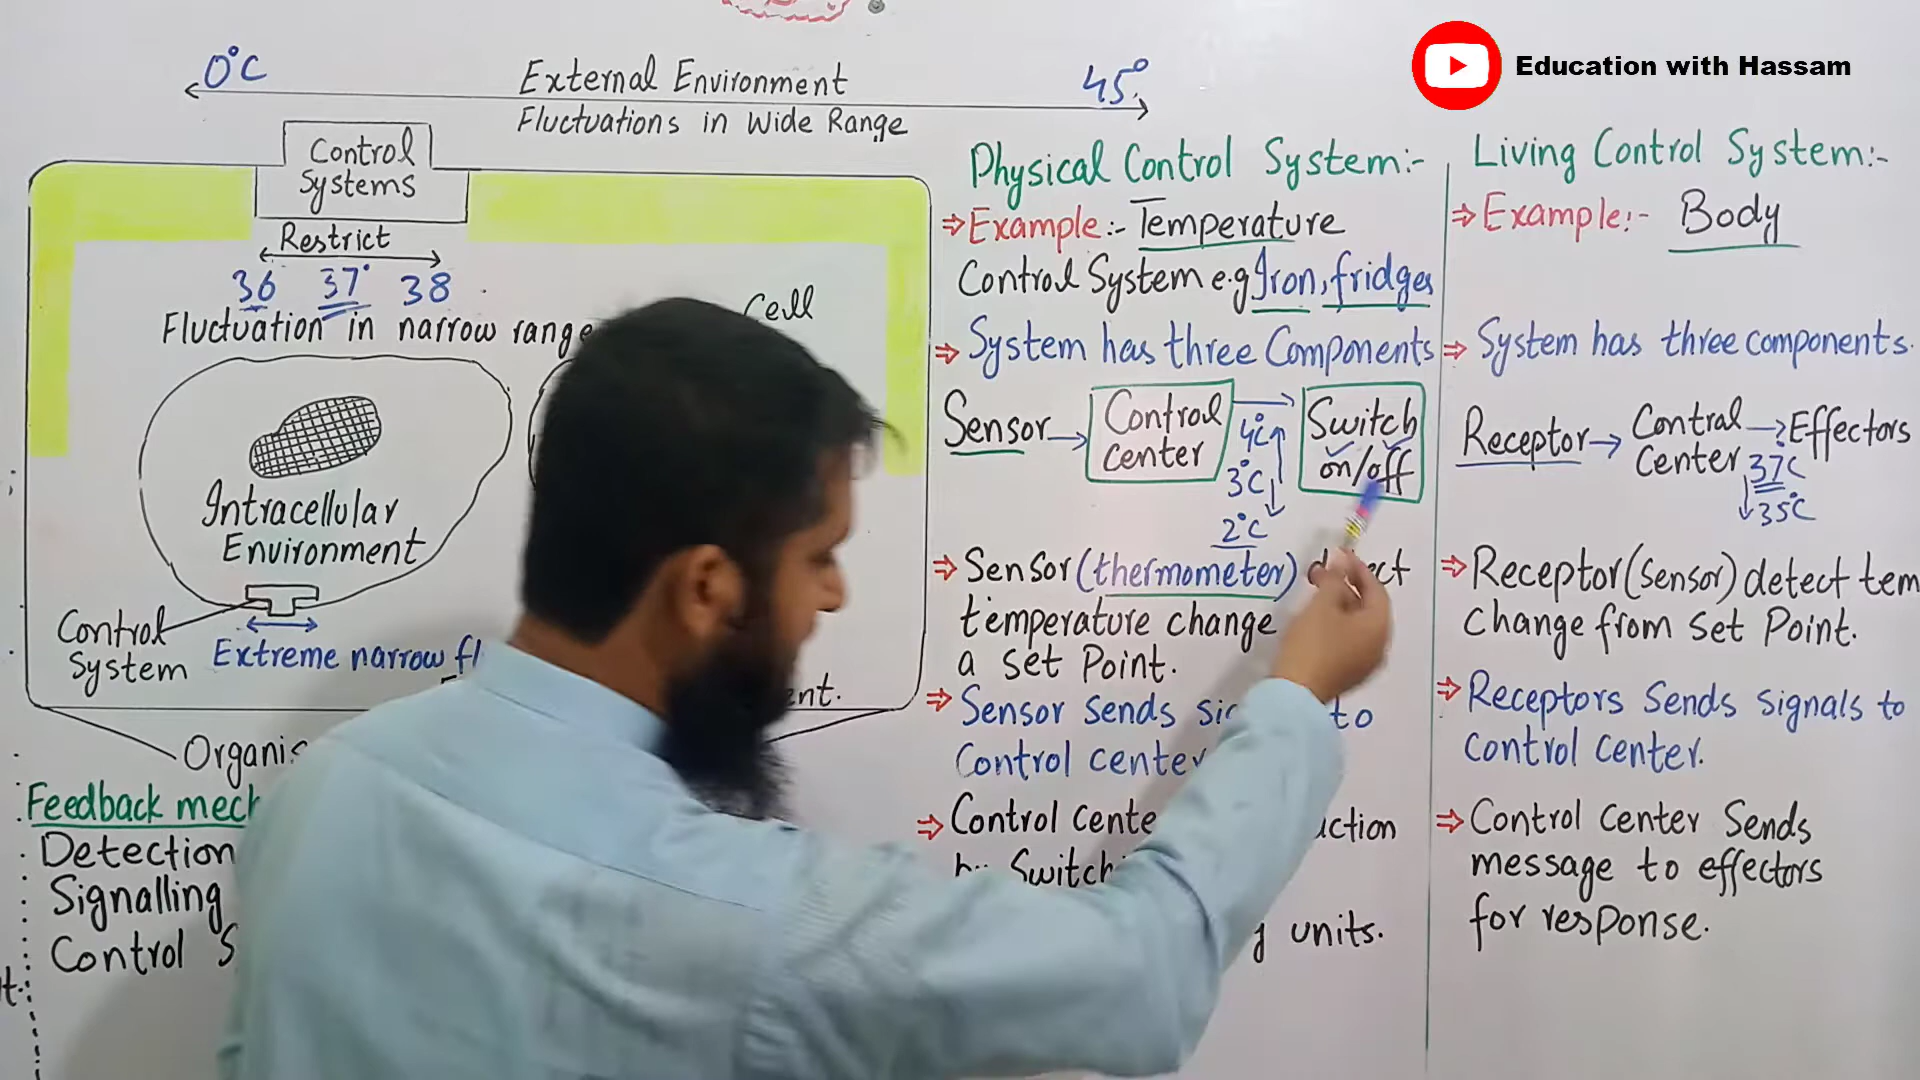 Education with Hassam
0°C
External Environment
45°
Fluctuations in Wide Range
Control
Systems
Restrict
36 37° 38
Fluctuation in narrow range
Cell
Intracellular
Environment
Control
System
Extreme narrow
Feedback
Detection
Signalling
Control
Physical Control System:-
⇒ Example:- Temperature
Control System e.g Iron, fridges
⇒ System has three Components
Sensor → Control → Switch
center on/off
4°C
3°C
2°C
⇒ Sensor (thermometer)
temperature change
a set Point.
⇒ Sensor sends to
Control center
⇒ Control
Switch
units.
Living Control System:-
⇒ Example:- Body
⇒ System has three components.
Receptor → Control → Effectors
Center 37°C
↓ 35°C
⇒ Receptor (sensor) detect tem
Change from set Point.
⇒ Receptors Sends signals to
Control center.
⇒ Control center Sends
message to effectors
for response.